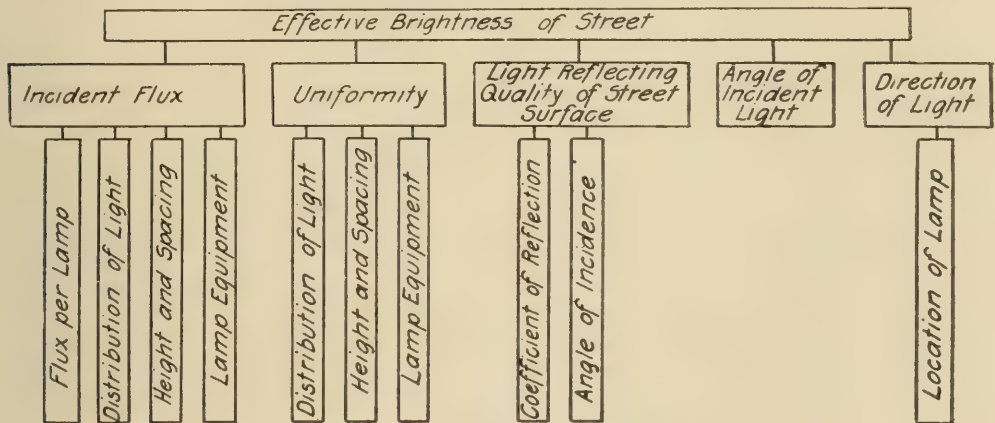 Effective Brightness of Street
Incident Flux
Uniformity
Light Reflecting
Quality of Street
Surface
Angle of
Incident
Light
Direction
of Light
Flux per Lamp
Distribution of Light
Height and Spacing
Lamp Equipment
Distribution of Light
Height and Spacing
Lamp Equipment
Coefficient of Reflection
Angle of Incidence
Location of Lamp